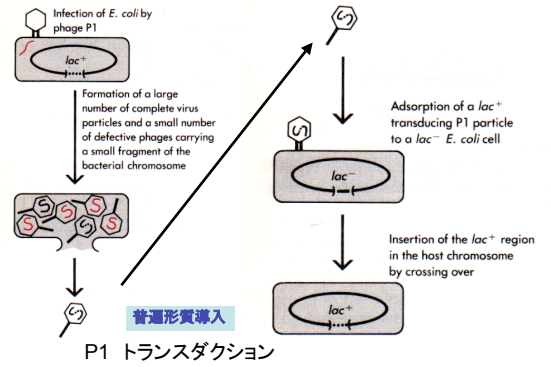 Infection of E. coli by
phage P1
lac⁺
Formation of a large
number of complete virus
particles and a small number
of defective phages carrying
a small fragment of the
bacterial chromosome
普遍形質導入
P1 トランスダクション
Adsorption of a lac⁺
transducing P1 particle
to a lac⁻ E. coli cell
lac⁻
Insertion of the lac⁺ region
in the host chromosome
by crossing over
lac⁺